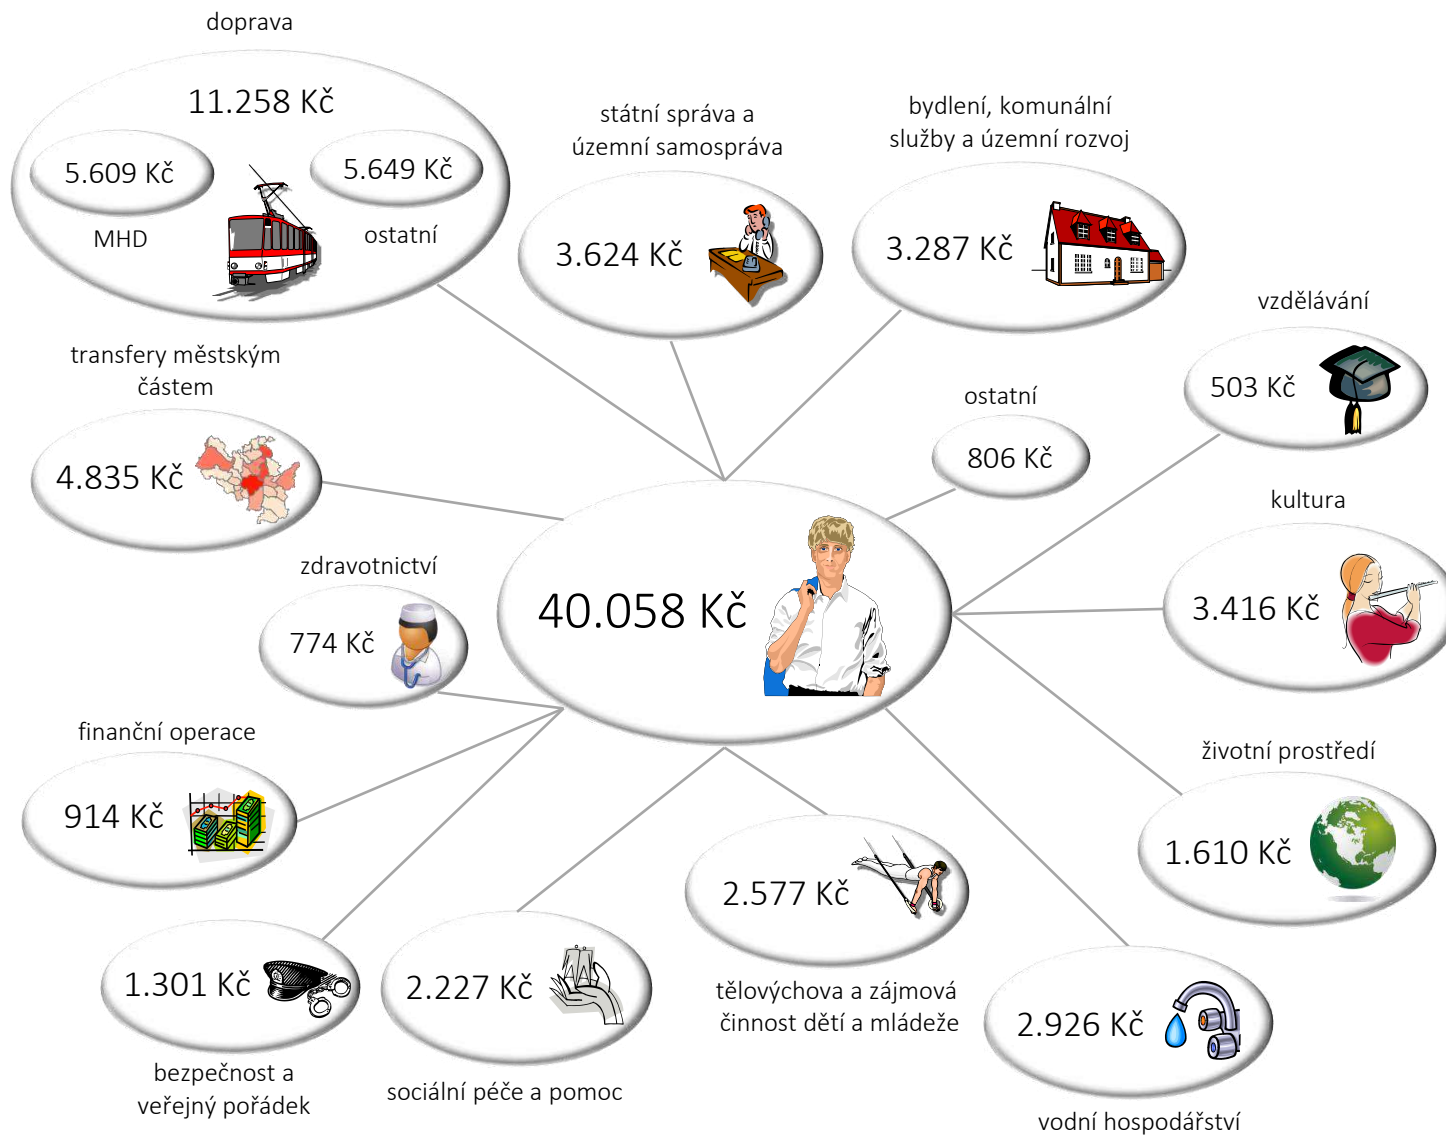 doprava
11.258 Kč
5.609 Kč
5.649 Kč
MHD
ostatní
státní správa a
územní samospráva
3.624 Kč
bydlení, komunální
služby a územní rozvoj
3.287 Kč
vzdělávání
503 Kč
transfery městským
částem
4.835 Kč
ostatní
806 Kč
kultura
3.416 Kč
zdravotnictví
774 Kč
40.058 Kč
finanční operace
914 Kč
životní prostředí
1.610 Kč
bezpečnost a
veřejný pořádek
1.301 Kč
2.227 Kč
sociální péče a pomoc
2.577 Kč
tělovýchova a zájmová
činnost dětí a mládeže
2.926 Kč
vodní hospodářství